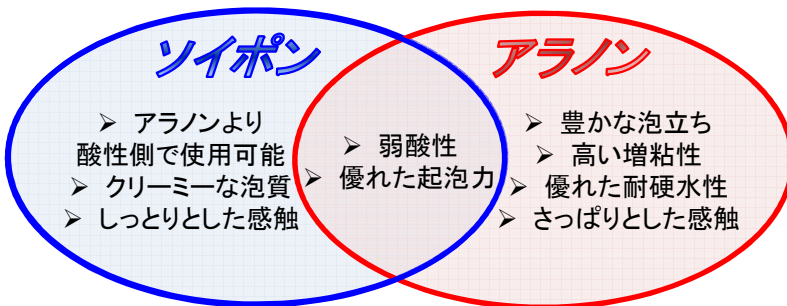 ソイポン
➢ アラノンより
酸性側で使用可能
➢ クリーミーな泡質
➢ しっとりとした感触
➢ 弱酸性
➢ 優れた起泡力
アラノン
➢ 豊かな泡立ち
➢ 高い増粘性
➢ 優れた耐硬水性
➢ さっぱりとした感触